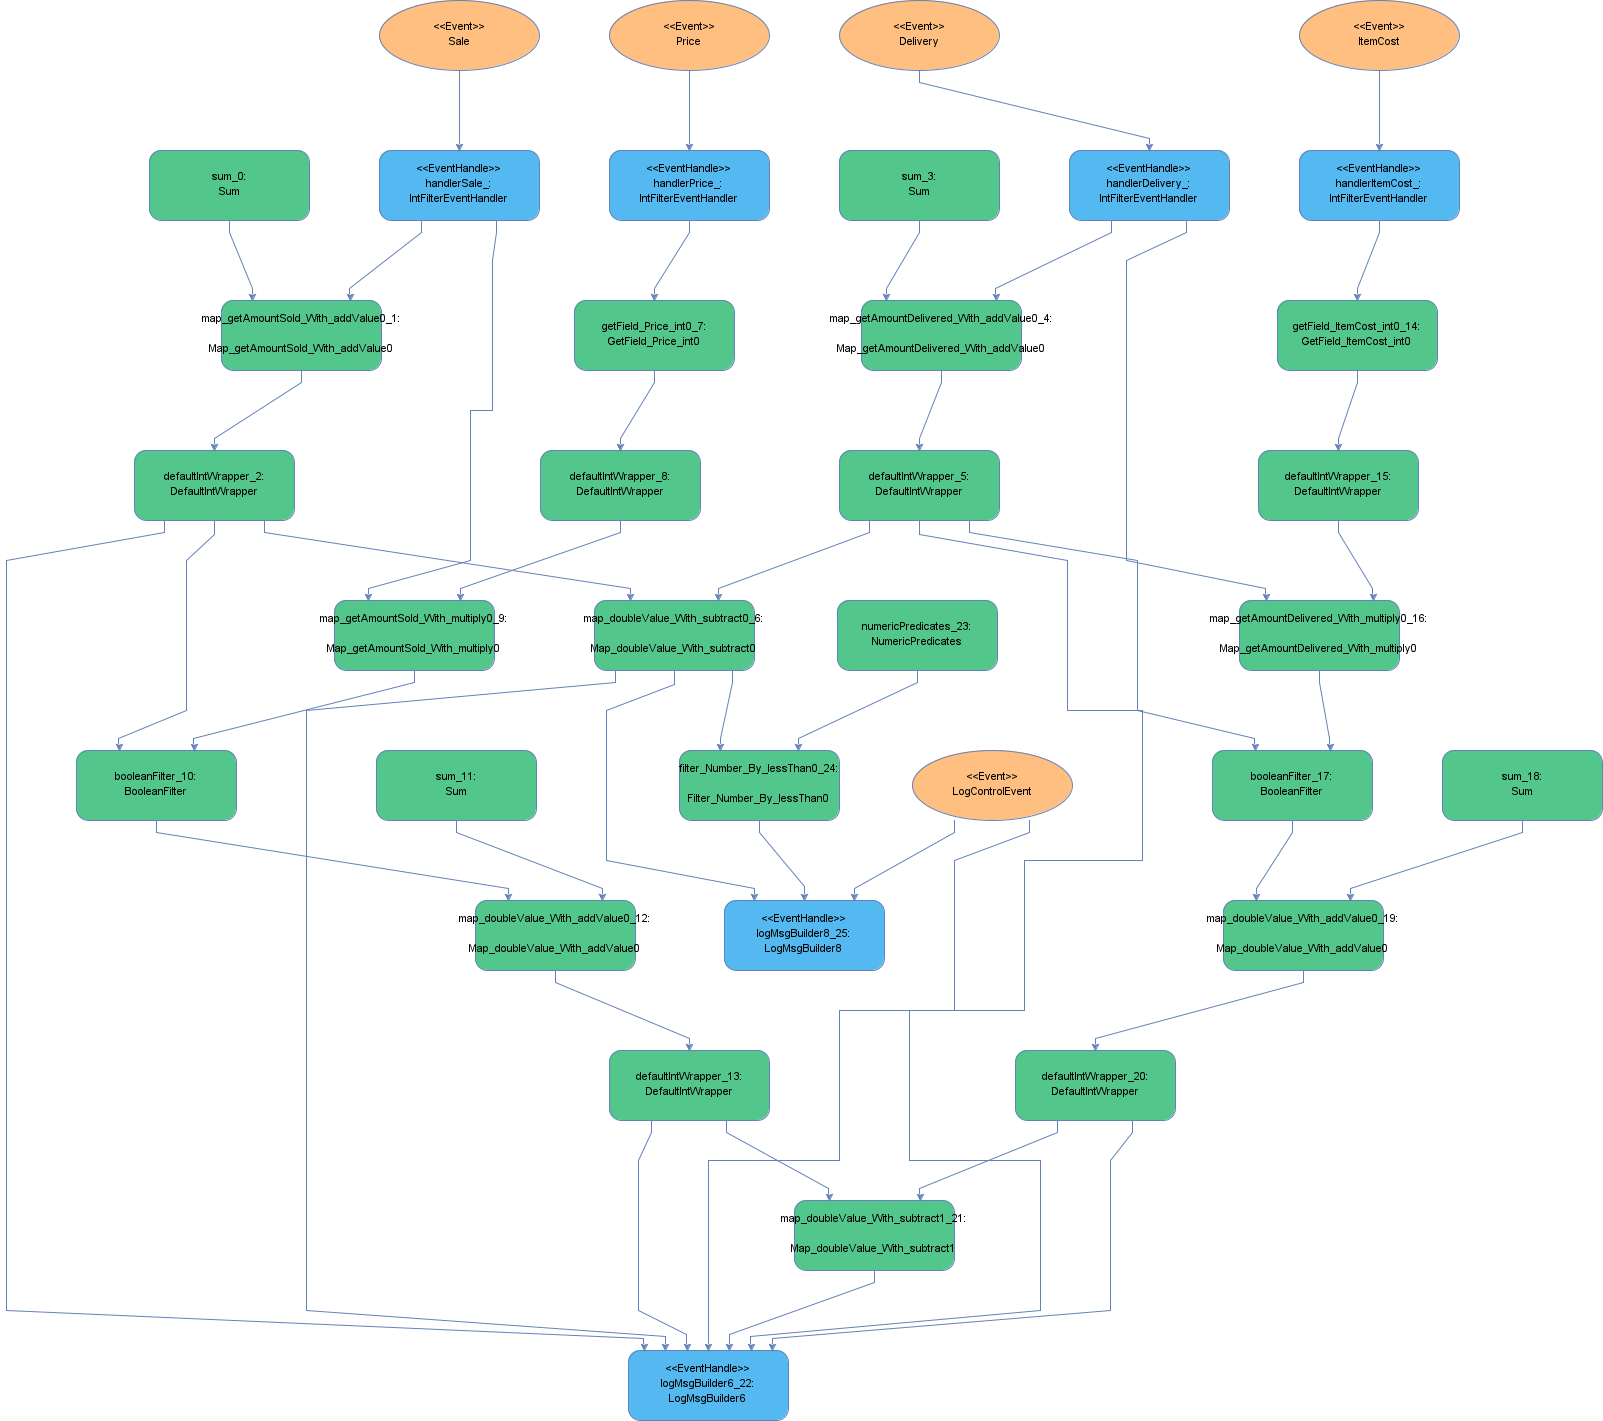 <<Event>>
Sale
<<Event>>
Price
<<Event>>
Delivery
<<Event>>
ItemCost
sum_0:
Sum
<<EventHandle>>
handlerSale_:
IntFilterEventHandler
<<EventHandle>>
handlerPrice_:
IntFilterEventHandler
sum_3:
Sum
<<EventHandle>>
handlerDelivery_:
IntFilterEventHandler
<<EventHandle>>
handlerItemCost_:
IntFilterEventHandler
map_getAmountSold_With_addValue0_1:
Map_getAmountSold_With_addValue0
getField_Price_int0_7:
GetField_Price_int0
map_getAmountDelivered_With_addValue0_4:
Map_getAmountDelivered_With_addValue0
getField_ItemCost_int0_14:
GetField_ItemCost_int0
defaultIntWrapper_2:
DefaultIntWrapper
defaultIntWrapper_8:
DefaultIntWrapper
defaultIntWrapper_5:
DefaultIntWrapper
defaultIntWrapper_15:
DefaultIntWrapper
map_getAmountSold_With_multiply0_9:
Map_getAmountSold_With_multiply0
map_doubleValue_With_subtract0_6:
Map_doubleValue_With_subtract0
numericPredicates_23:
NumericPredicates
map_getAmountDelivered_With_multiply0_16:
Map_getAmountDelivered_With_multiply0
booleanFilter_10:
BooleanFilter
sum_11:
Sum
filter_Number_By_lessThan0_24:
Filter_Number_By_lessThan0
<<Event>>
LogControlEvent
booleanFilter_17:
BooleanFilter
sum_18:
Sum
map_doubleValue_With_addValue0_12:
Map_doubleValue_With_addValue0
<<EventHandle>>
logMsgBuilder8_25:
LogMsgBuilder8
map_doubleValue_With_addValue0_19:
Map_doubleValue_With_addValue0
defaultIntWrapper_13:
DefaultIntWrapper
defaultIntWrapper_20:
DefaultIntWrapper
map_doubleValue_With_subtract1_21:
Map_doubleValue_With_subtract1
<<EventHandle>>
logMsgBuilder6_22:
LogMsgBuilder6